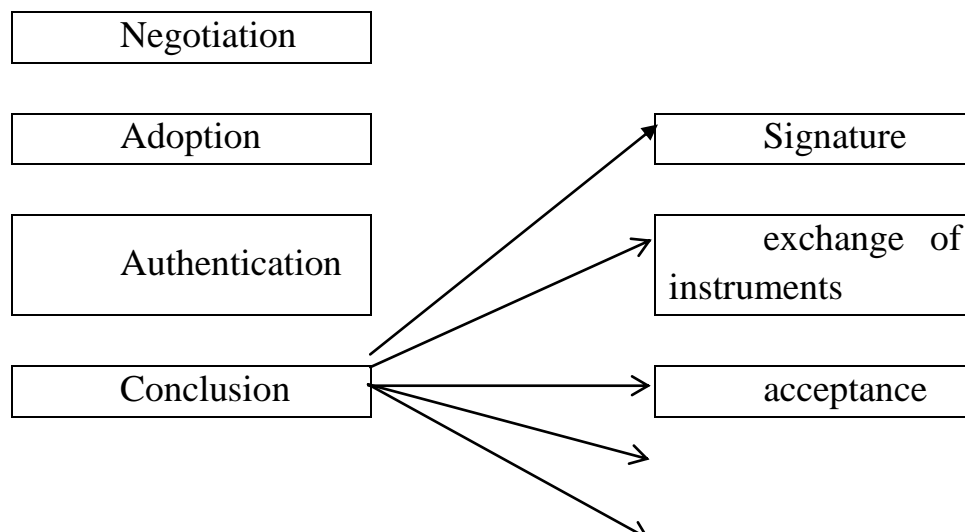 Negotiation
Adoption
Signature
Authentication
exchange of
instruments
Conclusion
acceptance